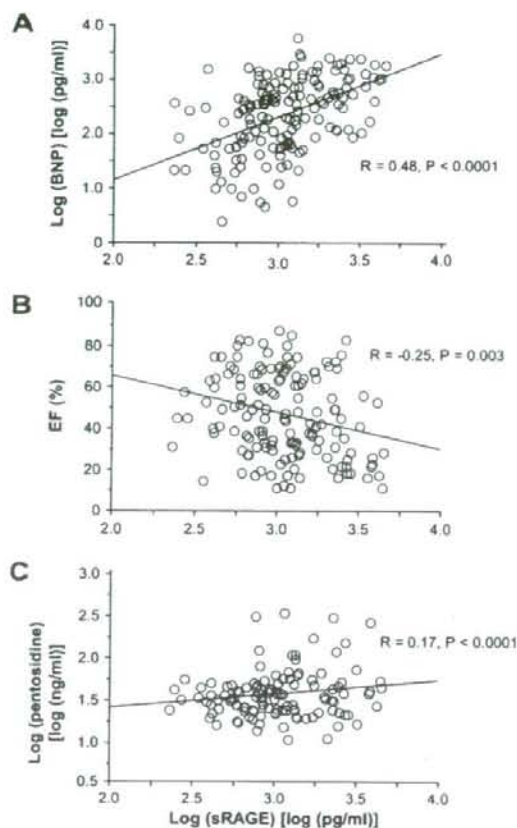 A
4.0
3.0
2.0
1.0
0
Log (BNP) [log (pg/ml)]
R = 0.48, P < 0.0001
2.0 2.5 3.0 3.5 4.0
B
100
80
60
40
20
0
EF (%)
R = -0.25, P = 0.003
2.0 2.5 3.0 3.5 4.0
C
3.0
2.5
2.0
1.5
1.0
0.5
Log (pentosidine)
[log (ng/ml)]
R = 0.17, P < 0.0001
2.0 2.5 3.0 3.5 4.0
Log (sRAGE) [log (pg/ml)]